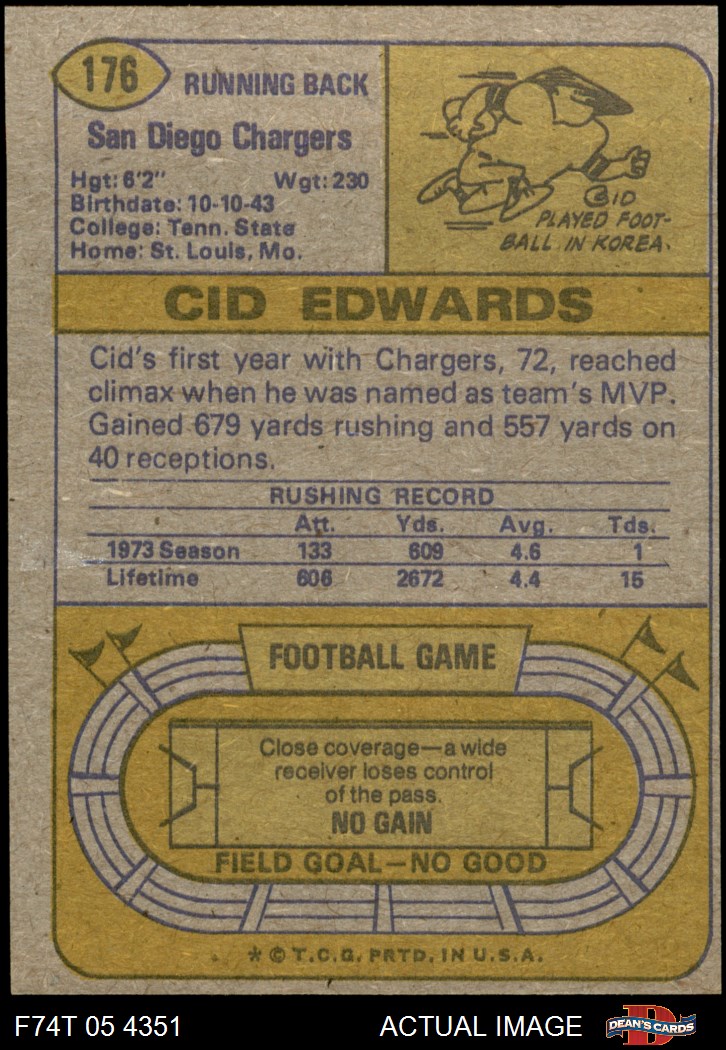 176
RUNNING BACK
San Diego Chargers
Hgt: 6'2" Wgt: 230
Birthdate: 10-10-43
College: Tenn. State
Home: St. Louis, Mo.
CID
PLAYED FOOT-
BALL IN KOREA.
CID EDWARDS
Cid's first year with Chargers, 72, reached
climax when he was named as team's MVP.
Gained 679 yards rushing and 557 yards on
40 receptions.
RUSHING RECORD
Att. Yds. Avg. Tds.
1973 Season 133 609 4.6 1
Lifetime 606 2672 4.4 15
FOOTBALL GAME
Close coverage—a wide
receiver loses control
of the pass.
NO GAIN
FIELD GOAL—NO GOOD
* © T.C.G. PRTD. IN U.S.A.
F74T 05 4351 ACTUAL IMAGE DEAN'S CARDS